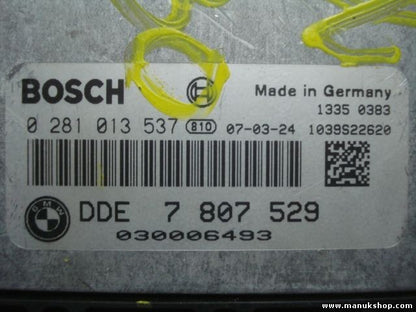 BOSCH Made in Germany
1335 0383
0 281 013 537 810 07-03-24 1039S22620
BMW DDE 7 807 529
030006493
www.manukshop.com